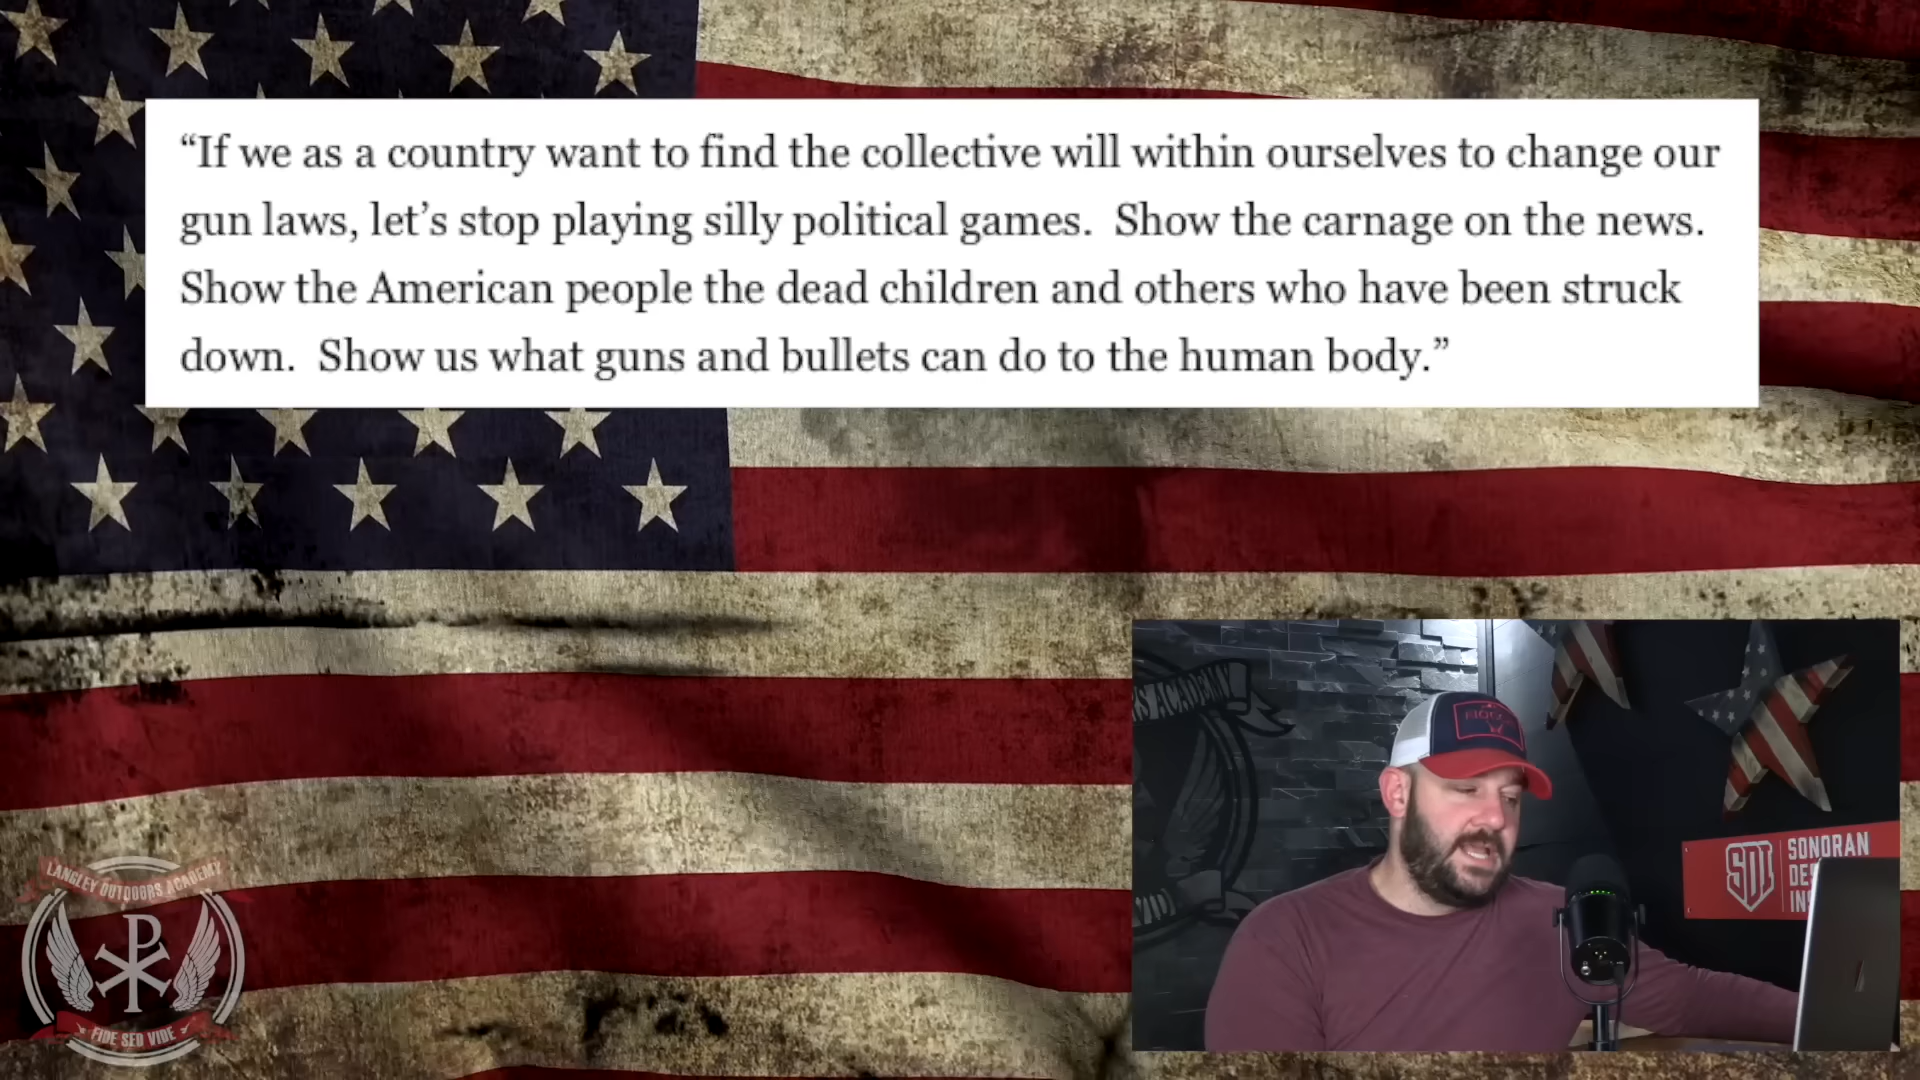 “If we as a country want to find the collective will within ourselves to change our
gun laws, let’s stop playing silly political games.  Show the carnage on the news.
Show the American people the dead children and others who have been struck
down.  Show us what guns and bullets can do to the human body.”
SONORAN
LANGLEY OUTDOORS ACADEMY
FIDE SED VIDE
SDI